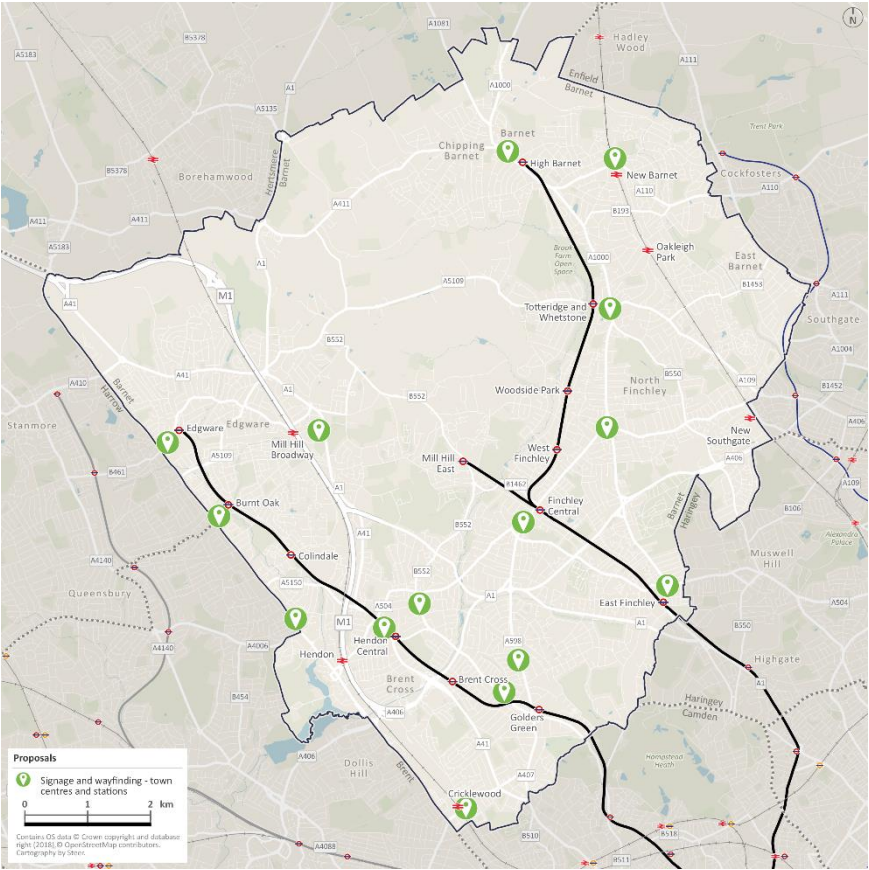 N
A1081
B5378
A5183
Hadley
Wood
A111
A1
A1000
Enfield
Barnet
A5135
Trent Park
Barnet
Chipping
Barnet
High Barnet
B5378
Borehamwood
Hertsmere
Barnet
New Barnet
Cockfosters
A110
A110
A411
B193
A411
A411
A5183
Oakleigh
Park
East
Barnet
A1
A1000
Brook
Farm
Open
Space
A5109
B1453
M1
A41
A111
Totteridge and
Whetstone
Southgate
B552
A1004
A41
Barnet
Harrow
A410
A1
B552
Woodside Park
North
Finchley
B550
A109
B1452
Stanmore
Edgware
Edgware
Mill Hill
Broadway
New
Southgate
A406
A5109
B461
Mill Hill
East
West
Finchley
A406
A109
B1462
A1
Burnt Oak
Finchley
Central
Barnet
Haringey
B106
A41
B552
Alexandra
Palace
Colindale
Muswell
Hill
A4140
A5150
B552
Queensbury
A504
A1
East Finchley
A504
M1
Hendon
Central
A1
B550
A4140
A4006
A598
Hendon
Highgate
Brent
Cross
Brent Cross
A1
B454
A406
Golders
Green
Haringey
Camden
A41
A406
Dollis
Hill
Brent
Hampstead
Heath
A407
Cricklewood
B510
B518
A4088
B511
Proposals
Signage and wayfinding - town
centres and stations
0 1 2 km
Contains OS data © Crown copyright and database
right (2018),© OpenStreetMap contributors.
Cartography by Steer.